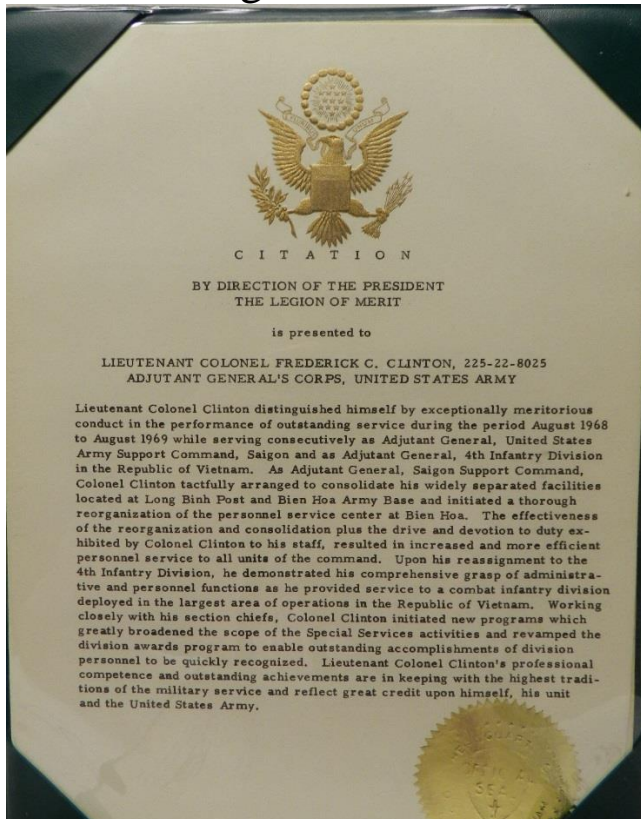 C I T A T I O N
BY DIRECTION OF THE PRESIDENT
THE LEGION OF MERIT
is presented to
LIEUTENANT COLONEL FREDERICK C. CLINTON, 225-22-8025
ADJUTANT GENERAL'S CORPS, UNITED STATES ARMY
Lieutenant Colonel Clinton distinguished himself by exceptionally meritorious
conduct in the performance of outstanding service during the period August 1968
to August 1969 while serving consecutively as Adjutant General, United States
Army Support Command, Saigon and as Adjutant General, 4th Infantry Division
in the Republic of Vietnam. As Adjutant General, Saigon Support Command,
Colonel Clinton tactfully arranged to consolidate his widely separated facilities
located at Long Binh Post and Bien Hoa Army Base and initiated a thorough
reorganization of the personnel service center at Bien Hoa. The effectiveness
of the reorganization and consolidation plus the drive and devotion to duty ex-
hibited by Colonel Clinton to his staff, resulted in increased and more efficient
personnel service to all units of the command. Upon his reassignment to the
4th Infantry Division, he demonstrated his comprehensive grasp of administra-
tive and personnel functions as he provided service to a combat infantry division
deployed in the largest area of operations in the Republic of Vietnam. Working
closely with his section chiefs, Colonel Clinton initiated new programs which
greatly broadened the scope of the Special Services activities and revamped the
division awards program to enable outstanding accomplishments of division
personnel to be quickly recognized. Lieutenant Colonel Clinton's professional
competence and outstanding achievements are in keeping with the highest tradi-
tions of the military service and reflect great credit upon himself, his unit
and the United States Army.
OFFICIAL
SEAL